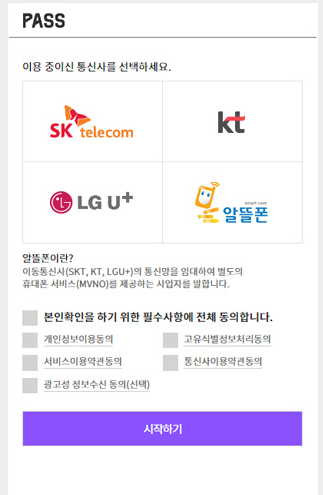 PASS
이용 중이신 통신사를 선택하세요.
SK telecom
kt
LG U+
smart save
알뜰폰
알뜰폰이란?
이동통신사(SKT, KT, LGU+)의 통신망을 임대하여 별도의
휴대폰 서비스(MVNO)를 제공하는 사업자를 말합니다.
본인확인을 하기 위한 필수사항에 전체 동의합니다.
개인정보이용동의
고유식별정보처리동의
서비스이용약관동의
통신사이용약관동의
광고성 정보수신 동의(선택)
시작하기